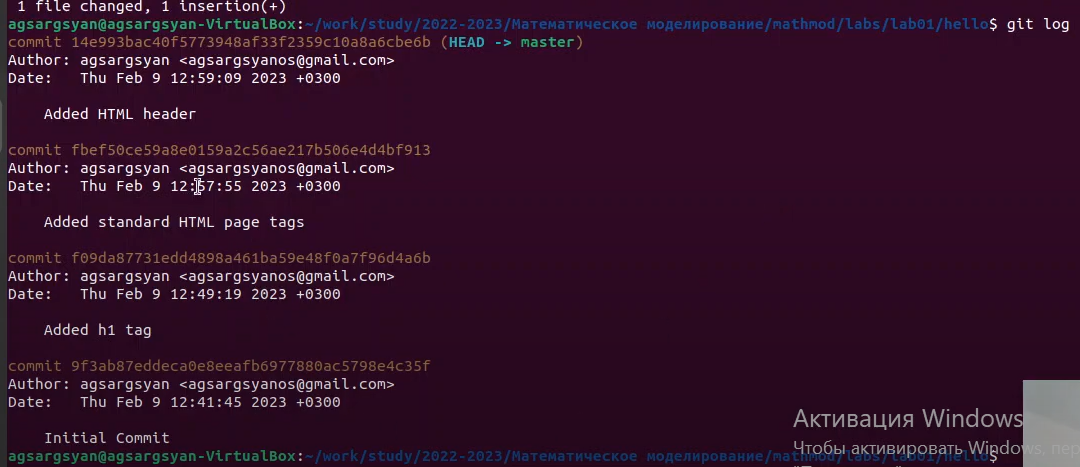 1 file changed, 1 insertion(+)
agsargsyan@agsargsyan-VirtualBox:~/work/study/2022-2023/Математическое моделирование/mathmod/labs/lab01/hello$ git log
commit 14e993bac40f5773948af33f2359c10a8a6cbe6b (HEAD -> master)
Author: agsargsyan <agsargsyanos@gmail.com>
Date:   Thu Feb 9 12:59:09 2023 +0300
Added HTML header
commit fbef50ce59a8e0159a2c56ae217b506e4d4bf913
Author: agsargsyan <agsargsyanos@gmail.com>
Date:   Thu Feb 9 12:57:55 2023 +0300
Added standard HTML page tags
commit f09da87731edd4898a461ba59e48f0a7f96d4a6b
Author: agsargsyan <agsargsyanos@gmail.com>
Date:   Thu Feb 9 12:49:19 2023 +0300
Added h1 tag
commit 9f3ab87eddeca0e8eeafb6977880ac5798e4c35f
Author: agsargsyan <agsargsyanos@gmail.com>
Date:   Thu Feb 9 12:41:45 2023 +0300
Initial Commit
agsargsyan@agsargsyan-VirtualBox:~/work/study/2022-2023/Математическое моделирование/mathmod/labs/lab01/hello$
Активация Windows
Чтобы активировать Windows, пер